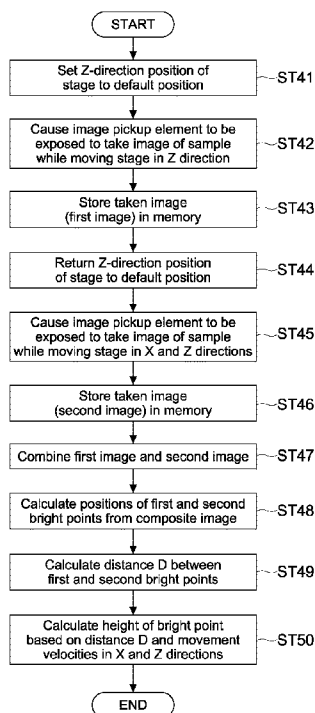 START
Set Z-direction position of
stage to default position
ST41
Cause image pickup element to be
exposed to take image of sample
while moving stage in Z direction
ST42
Store taken image
(first image) in memory
ST43
Return Z-direction position
of stage to default position
ST44
Cause image pickup element to be
exposed to take image of sample
while moving stage in X and Z directions
ST45
Store taken image
(second image) in memory
ST46
Combine first image and second image
ST47
Calculate positions of first and second
bright points from composite image
ST48
Calculate distance D between
first and second bright points
ST49
Calculate height of bright point
based on distance D and movement
velocities in X and Z directions
ST50
END